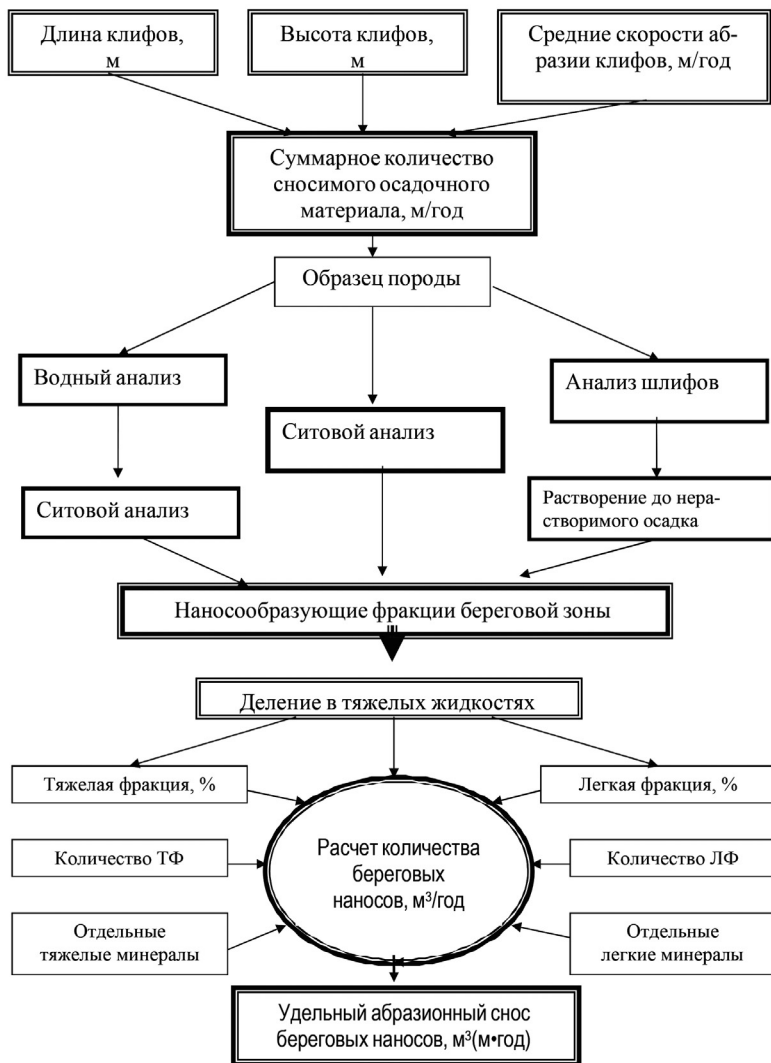 Длина клифов,
м
Высота клифов,
м
Средние скорости аб-
разии клифов, м/год
Суммарное количество
сносимого осадочного
материала, м/год
Образец породы
Водный анализ
Ситовой анализ
Анализ шлифов
Ситовой анализ
Растворение до нера-
створимого осадка
Наносообразующие фракции береговой зоны
Деление в тяжелых жидкостях
Тяжелая фракция, %
Легкая фракция, %
Расчет количества
береговых
наносов, м³/год
Количество ТФ
Количество ЛФ
Отдельные
тяжелые минералы
Отдельные
легкие минералы
Удельный абразионный снос
береговых наносов, м³(м•год)